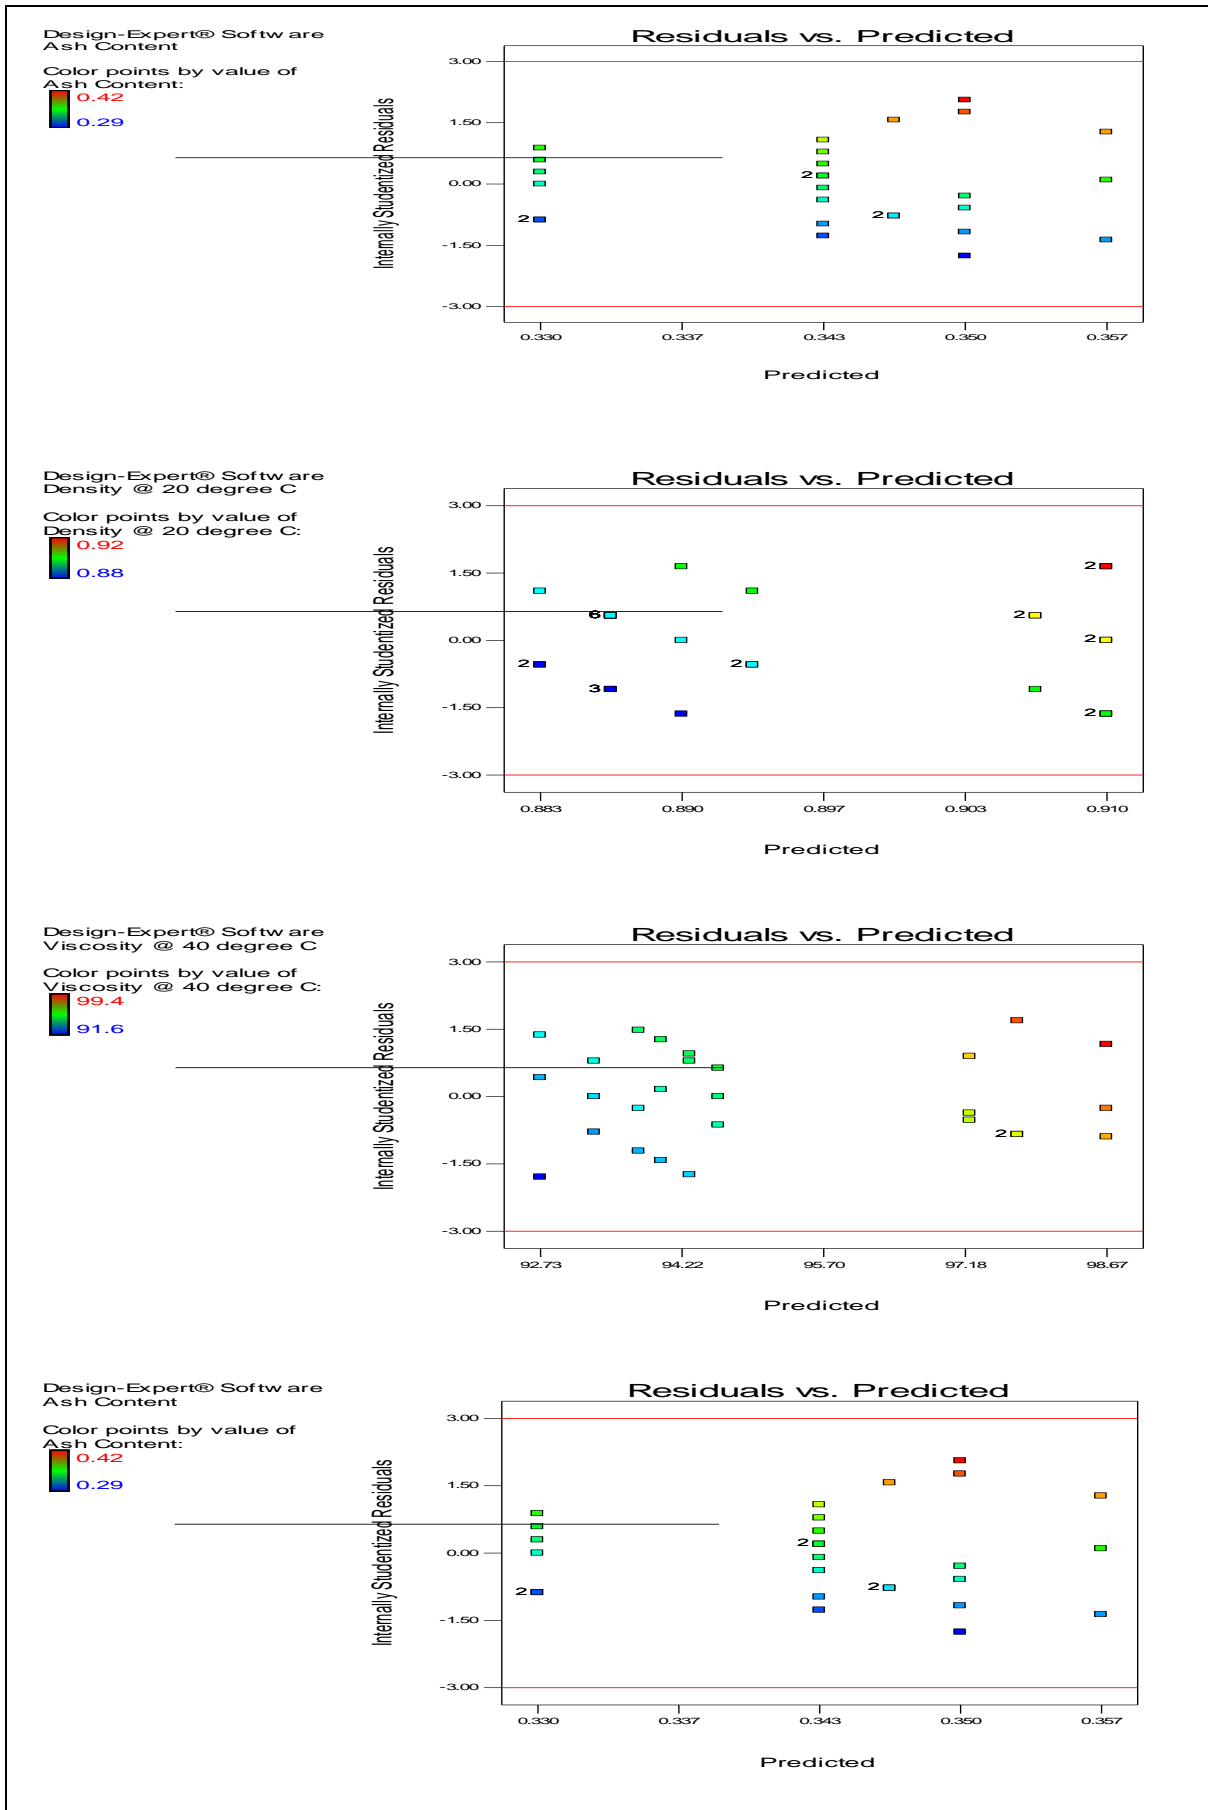 Design-Expert® Software
Ash Content
Color points by value of
Ash Content:
0.42
0.29
Residuals vs. Predicted
Internally Studentized Residuals
3.00
1.50
0.00
-1.50
-3.00
2
2
2
0.330
0.337
0.343
0.350
0.357
Predicted
Design-Expert® Software
Density @ 20 degree C
Color points by value of
Density @ 20 degree C:
0.92
0.88
Residuals vs. Predicted
Internally Studentized Residuals
3.00
1.50
0.00
-1.50
-3.00
2
2
2
2
2
3
2
0.883
0.890
0.897
0.903
0.910
Predicted
Design-Expert® Software
Viscosity @ 40 degree C
Color points by value of
Viscosity @ 40 degree C:
99.4
91.6
Residuals vs. Predicted
Internally Studentized Residuals
3.00
1.50
0.00
-1.50
-3.00
2
92.73
94.22
95.70
97.18
98.67
Predicted
Design-Expert® Software
Ash Content
Color points by value of
Ash Content:
0.42
0.29
Residuals vs. Predicted
Internally Studentized Residuals
3.00
1.50
0.00
-1.50
-3.00
2
2
2
0.330
0.337
0.343
0.350
0.357
Predicted